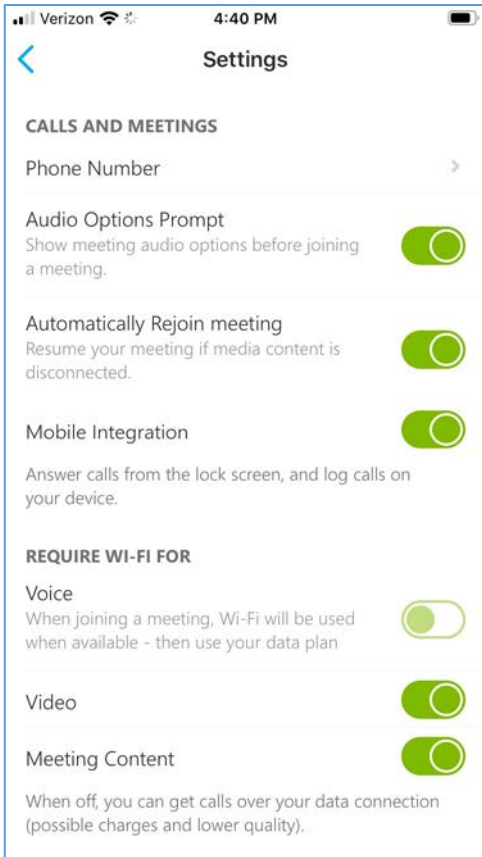 Verizon 4:40 PM
Settings
CALLS AND MEETINGS
Phone Number
Audio Options Prompt
Show meeting audio options before joining
a meeting.
Automatically Rejoin meeting
Resume your meeting if media content is
disconnected.
Mobile Integration
Answer calls from the lock screen, and log calls on
your device.
REQUIRE WI-FI FOR
Voice
When joining a meeting, Wi-Fi will be used
when available - then use your data plan
Video
Meeting Content
When off, you can get calls over your data connection
(possible charges and lower quality).